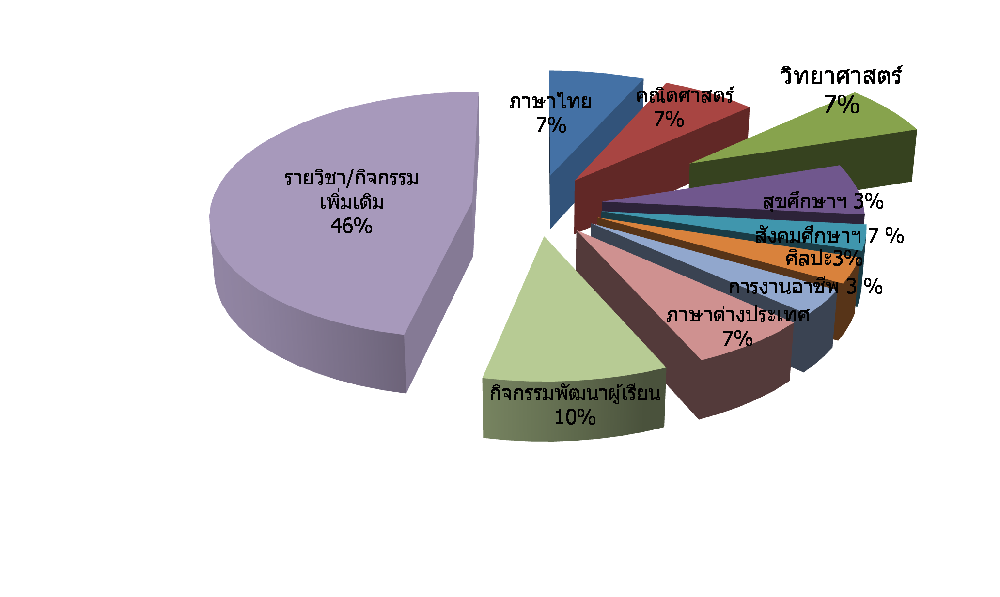 วิทยาศาสตร์
7%
ภาษาไทย
7%
คณิตศาสตร์
7%
รายวิชา/กิจกรรม
เพิ่มเติม
46%
สุขศึกษาฯ 3%
สังคมศึกษาฯ 7 %
ศิลปะ3%
การงานอาชีพ 3 %
ภาษาต่างประเทศ
7%
กิจกรรมพัฒนาผู้เรียน
10%